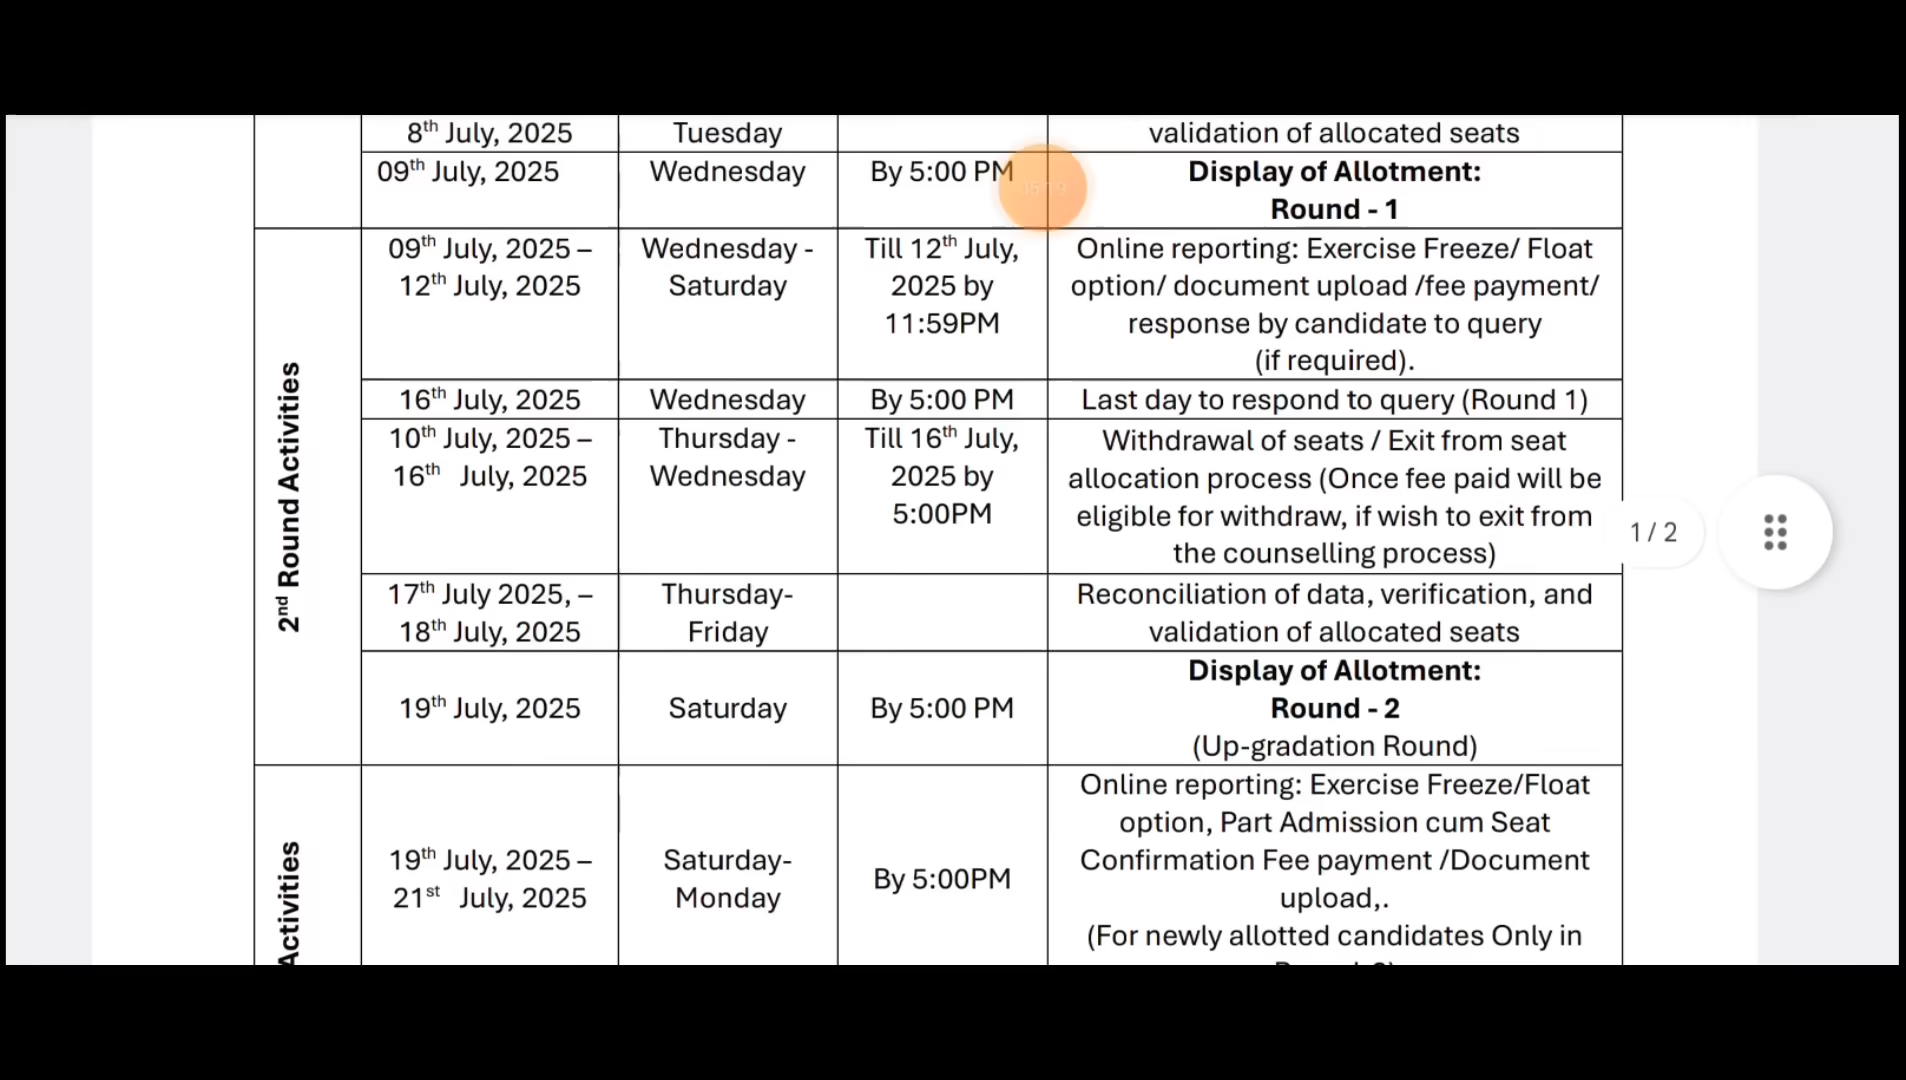 8th July, 2025 Tuesday validation of allocated seats
09th July, 2025 Wednesday By 5:00 PM Display of Allotment:
Round - 1
2nd Round Activities
09th July, 2025 – Wednesday - Till 12th July, Online reporting: Exercise Freeze/ Float
12th July, 2025 Saturday 2025 by option/ document upload /fee payment/
11:59PM response by candidate to query
(if required).
16th July, 2025 Wednesday By 5:00 PM Last day to respond to query (Round 1)
10th July, 2025 – Thursday - Till 16th July, Withdrawal of seats / Exit from seat
16th July, 2025 Wednesday 2025 by allocation process (Once fee paid will be
5:00PM eligible for withdraw, if wish to exit from
the counselling process)
1 / 2
17th July 2025, – Thursday- Reconciliation of data, verification, and
18th July, 2025 Friday validation of allocated seats
Display of Allotment:
19th July, 2025 Saturday By 5:00 PM Round - 2
(Up-gradation Round)
Activities
Online reporting: Exercise Freeze/Float
option, Part Admission cum Seat
19th July, 2025 – Saturday- By 5:00PM Confirmation Fee payment /Document
21st July, 2025 Monday upload,.
(For newly allotted candidates Only in